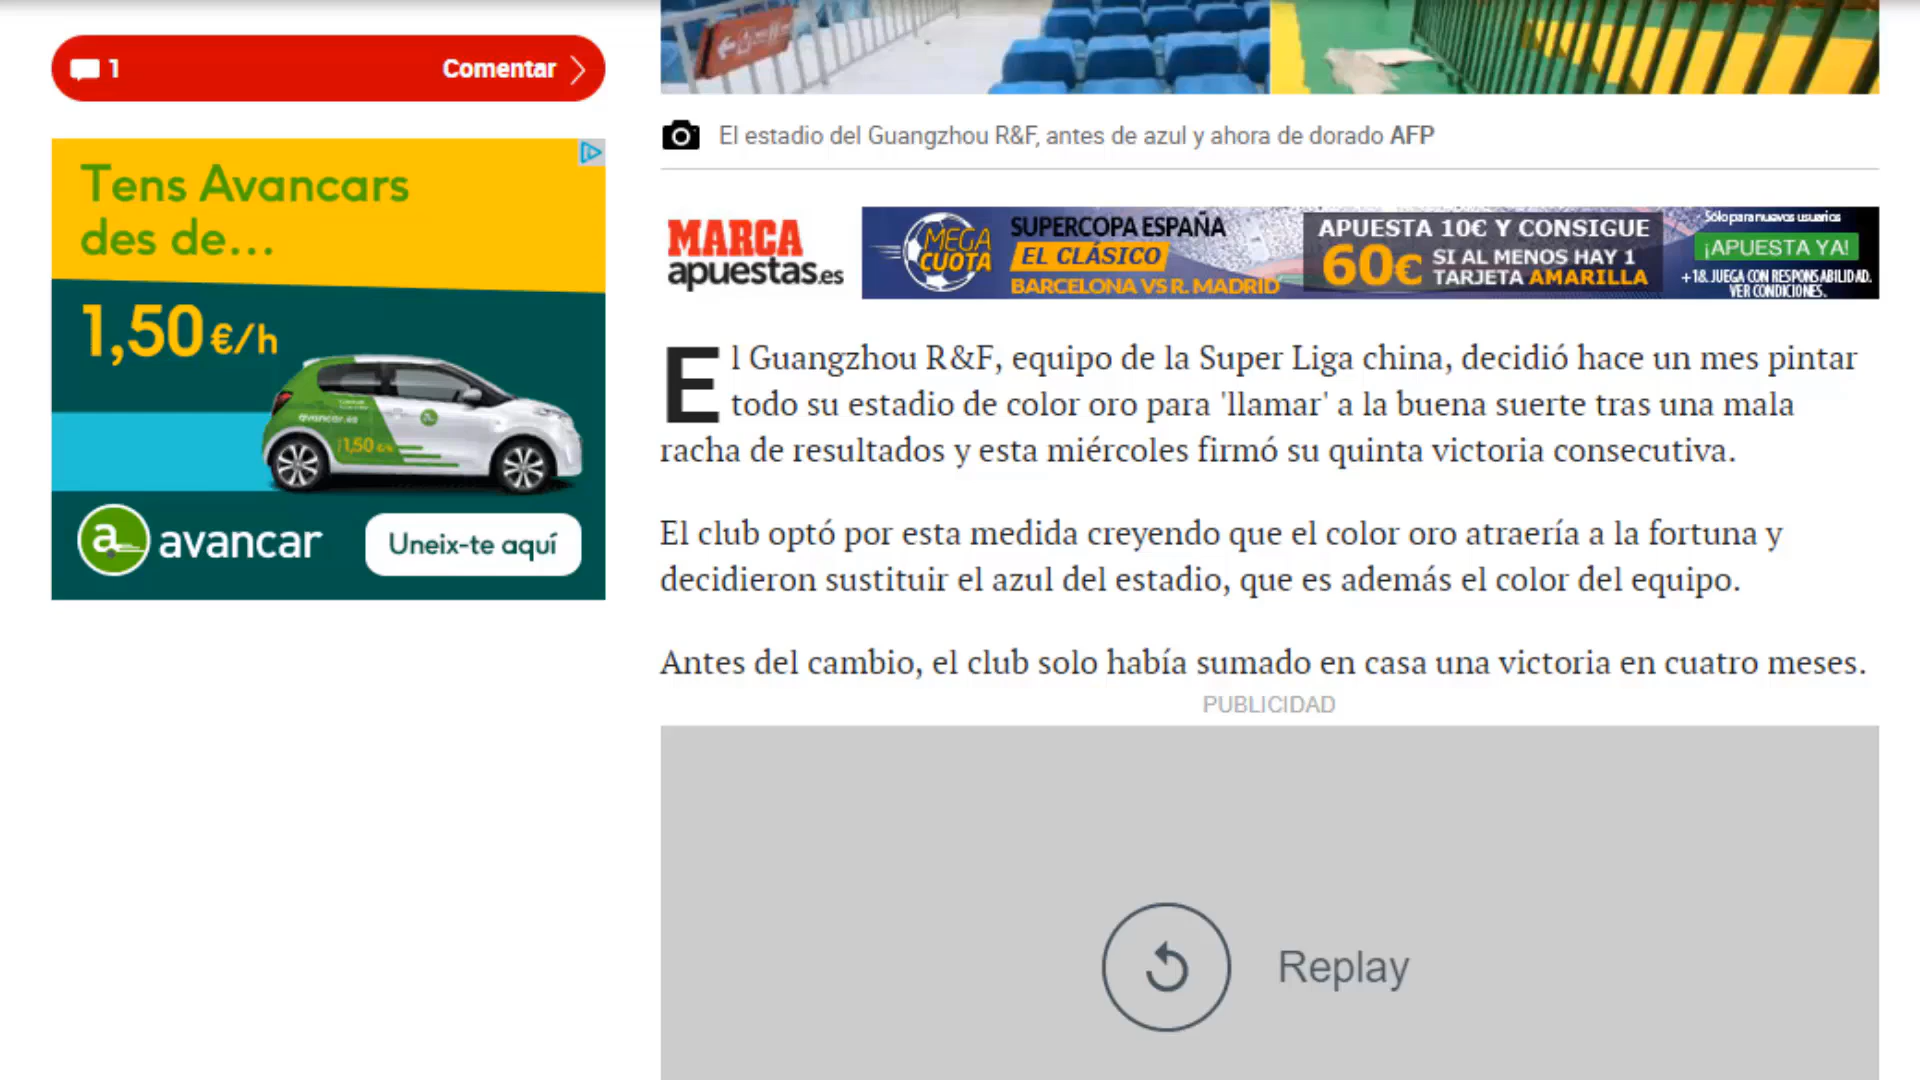 1 Comentar
Tens Avancars
des de...
1,50 €/h
avancar.es
1,50 €/h
a avancar
Uneix-te aquí
El estadio del Guangzhou R&F, antes de azul y ahora de dorado AFP
MARCA
apuestas.es
MEGA
CUOTA
SUPERCOPA ESPAÑA
EL CLÁSICO
BARCELONA VS R. MADRID
APUESTA 10€ Y CONSIGUE
60€ SI AL MENOS HAY 1
TARJETA AMARILLA
Sólo para nuevos usuarios
¡APUESTA YA!
+18. JUEGA CON RESPONSABILIDAD.
VER CONDICIONES.
El Guangzhou R&F, equipo de la Super Liga china, decidió hace un mes pintar
todo su estadio de color oro para 'llamar' a la buena suerte tras una mala
racha de resultados y esta miércoles firmó su quinta victoria consecutiva.
El club optó por esta medida creyendo que el color oro atraería a la fortuna y
decidieron sustituir el azul del estadio, que es además el color del equipo.
Antes del cambio, el club solo había sumado en casa una victoria en cuatro meses.
PUBLICIDAD
Replay